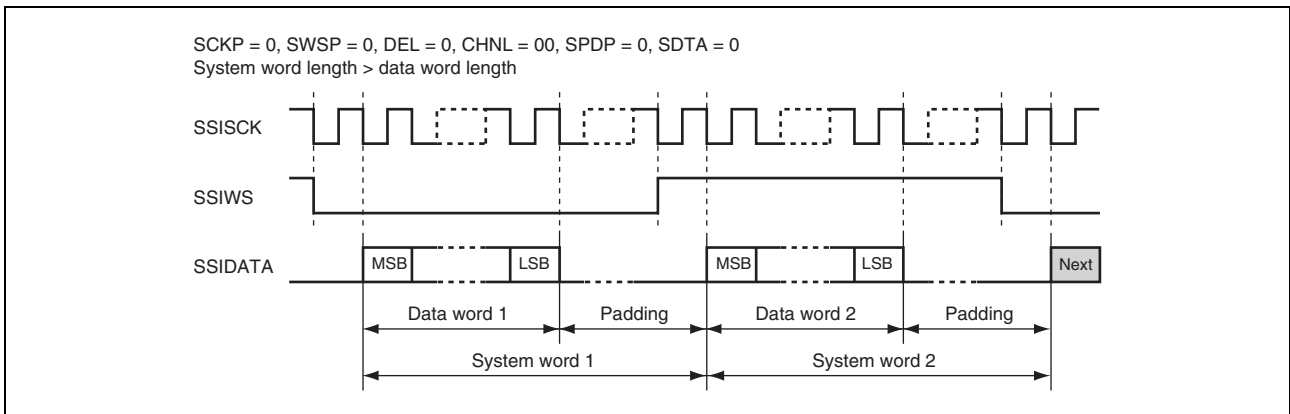 SCKP = 0, SWSP = 0, DEL = 0, CHNL = 00, SPDP = 0, SDTA = 0
System word length > data word length
SSISCK
SSIWS
SSIDATA MSB LSB MSB LSB Next
Data word 1 Padding Data word 2 Padding
System word 1 System word 2